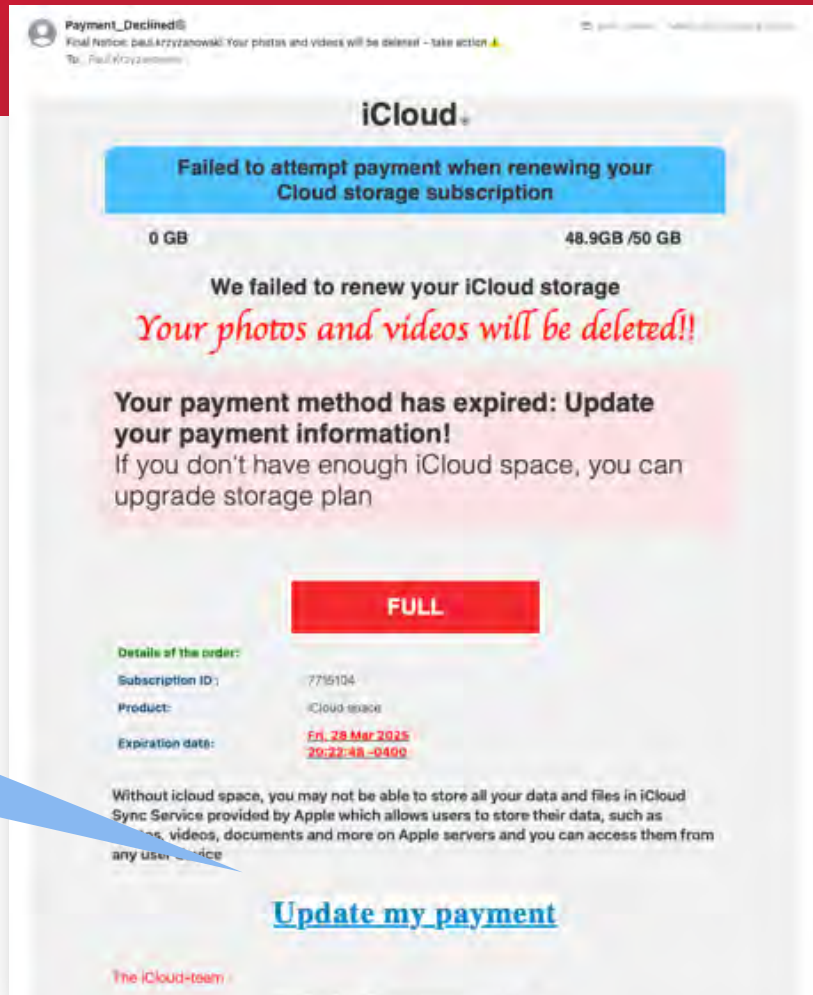 Payment_Declined®
Final Notice: paul.krzyzanowski Your photos and videos will be deleted – take action ⚠
To: Paul Krzyzanowski
iCloud
Failed to attempt payment when renewing your
Cloud storage subscription
0 GB 48.9GB /50 GB
We failed to renew your iCloud storage
Your photos and videos will be deleted!!
Your payment method has expired: Update
your payment information!
If you don't have enough iCloud space, you can
upgrade storage plan
FULL
Details of the order:
Subscription ID : 7715104
Product: iCloud space
Expiration date: Fri, 28 Mar 2025
20:22:48 -0400
Without icloud space, you may not be able to store all your data and files in iCloud
Sync Service provided by Apple which allows users to store their data, such as
videos, documents and more on Apple servers and you can access them from
any user
Update my payment
The iCloud-team